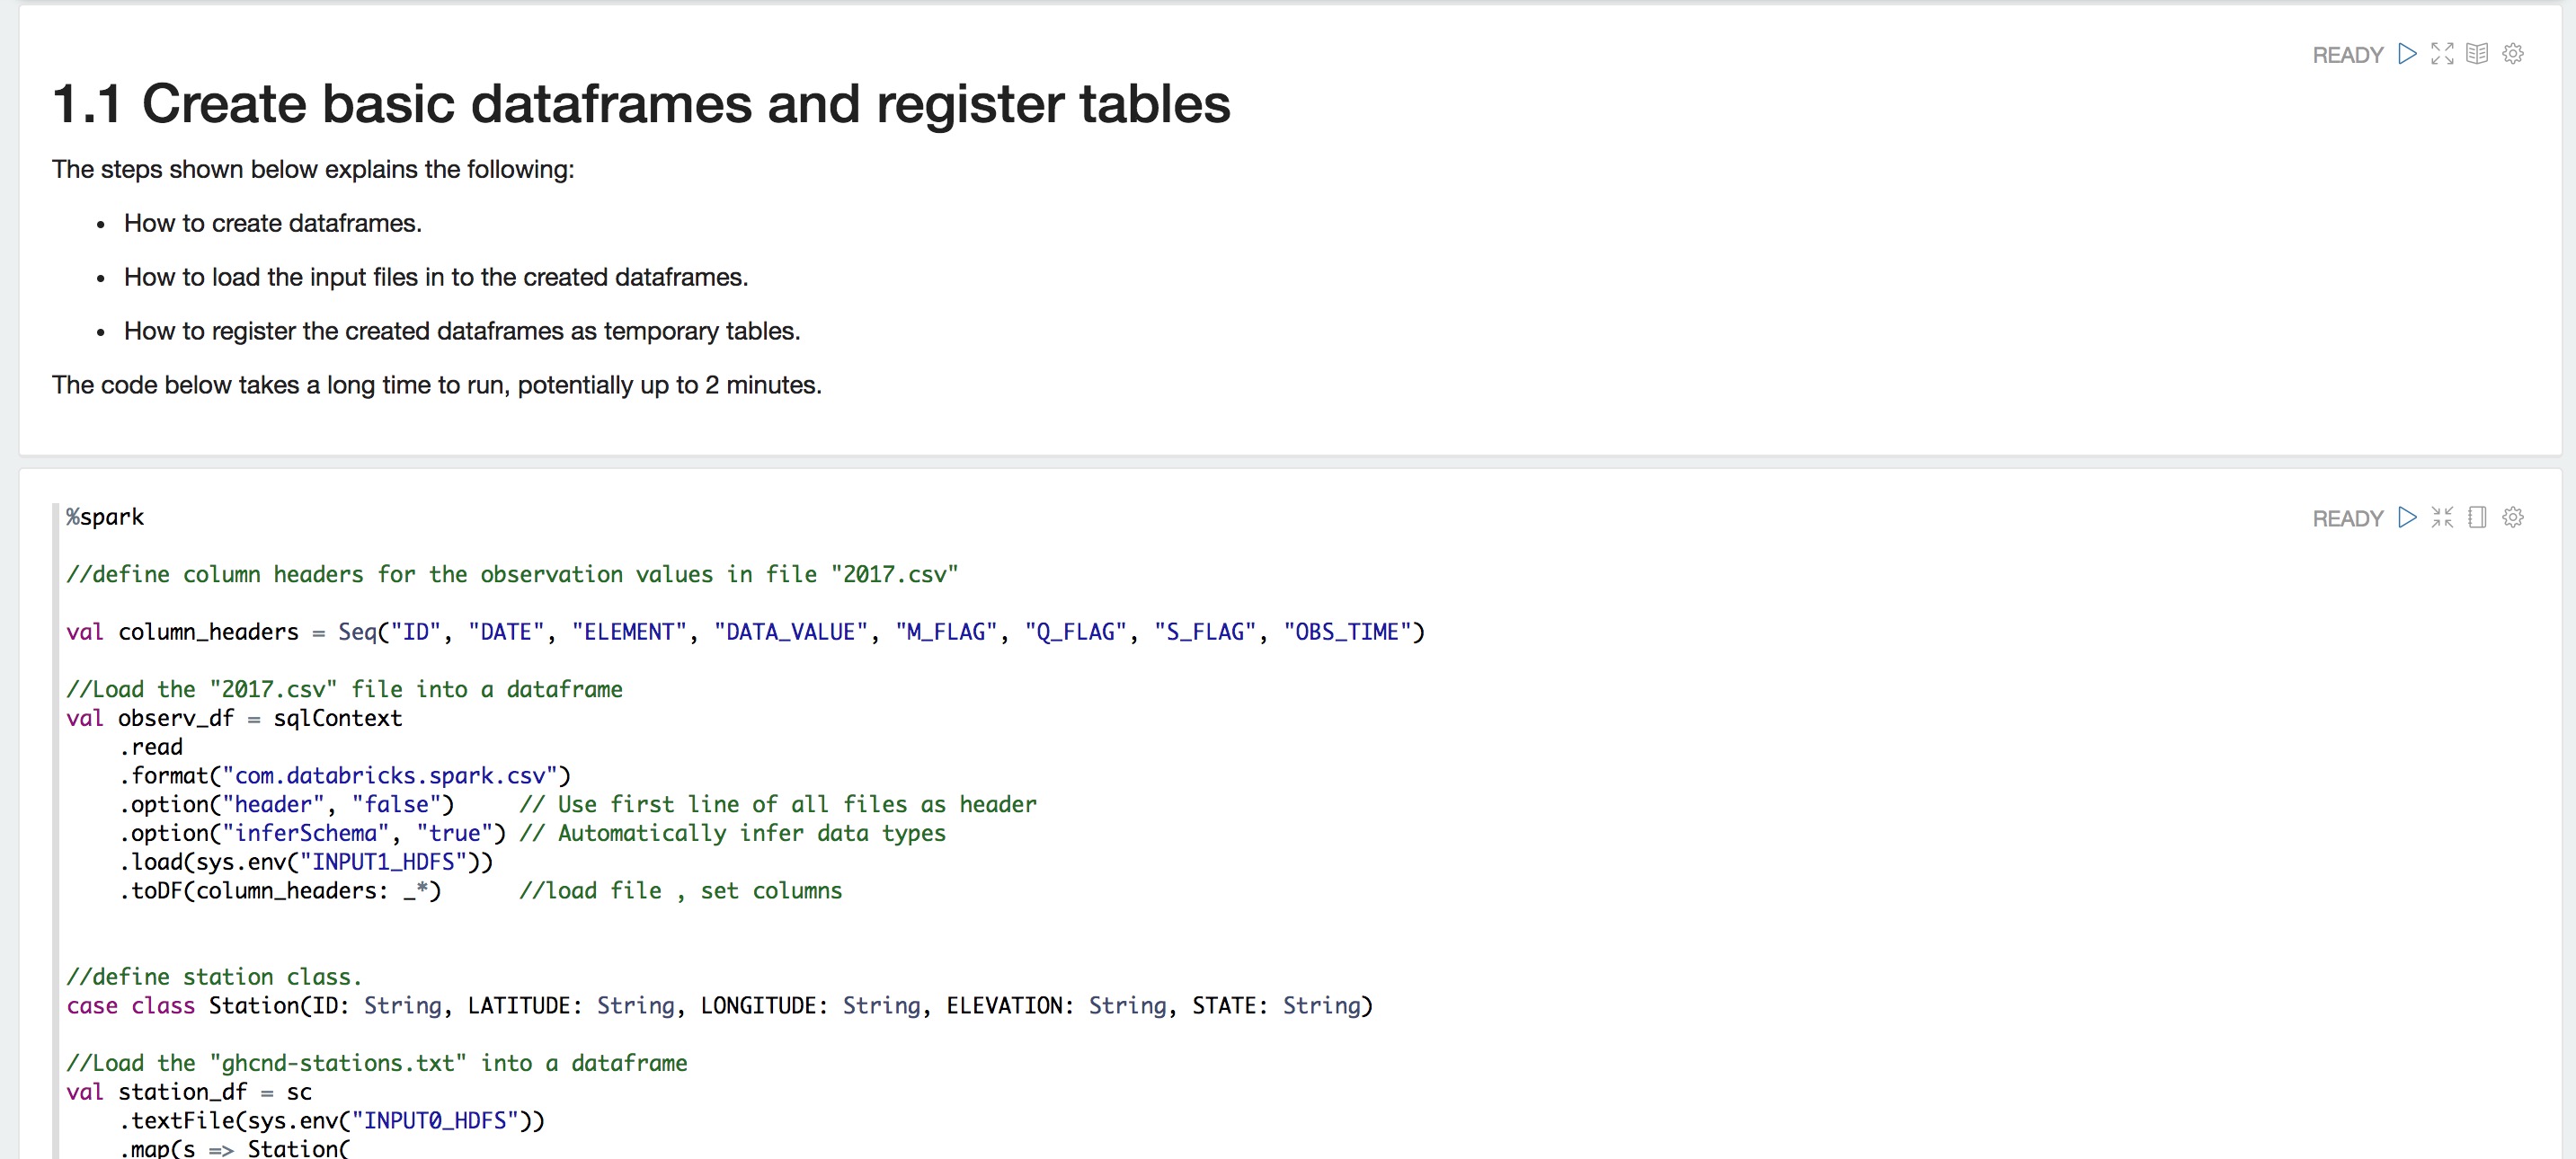 READY
1.1 Create basic dataframes and register tables
The steps shown below explains the following:
• How to create dataframes.
• How to load the input files in to the created dataframes.
• How to register the created dataframes as temporary tables.
The code below takes a long time to run, potentially up to 2 minutes.
%spark
READY
//define column headers for the observation values in file "2017.csv"
val column_headers = Seq("ID", "DATE", "ELEMENT", "DATA_VALUE", "M_FLAG", "Q_FLAG", "S_FLAG", "OBS_TIME")
//Load the "2017.csv" file into a dataframe
val observ_df = sqlContext
.read
.format("com.databricks.spark.csv")
.option("header", "false") // Use first line of all files as header
.option("inferSchema", "true") // Automatically infer data types
.load(sys.env("INPUT1_HDFS"))
.toDF(column_headers: _*) //load file , set columns
//define station class.
case class Station(ID: String, LATITUDE: String, LONGITUDE: String, ELEVATION: String, STATE: String)
//Load the "ghcnd-stations.txt" into a dataframe
val station_df = sc
.textFile(sys.env("INPUT0_HDFS"))
.map(s => Station(